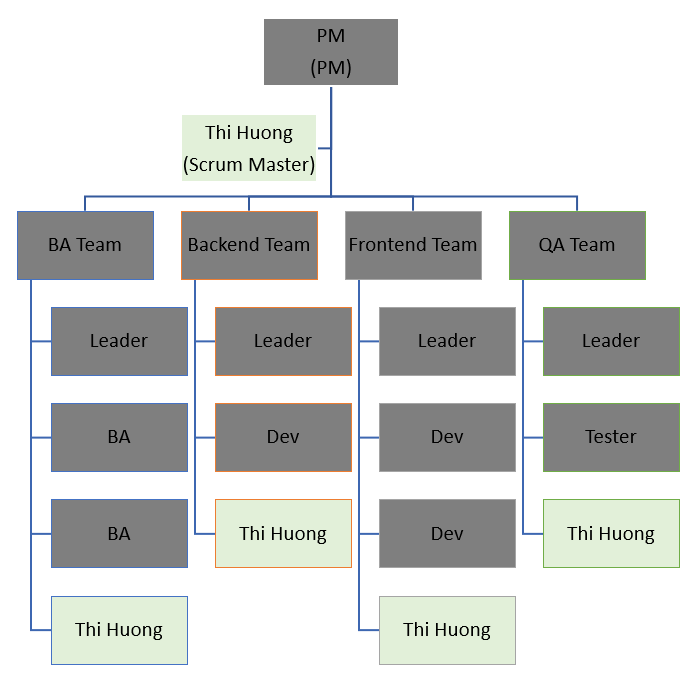 PM
(PM)
Thi Huong
(Scrum Master)
BA Team
Backend Team
Frontend Team
QA Team
Leader
Leader
Leader
Leader
BA
Dev
Dev
Tester
BA
Thi Huong
Dev
Thi Huong
Thi Huong
Thi Huong